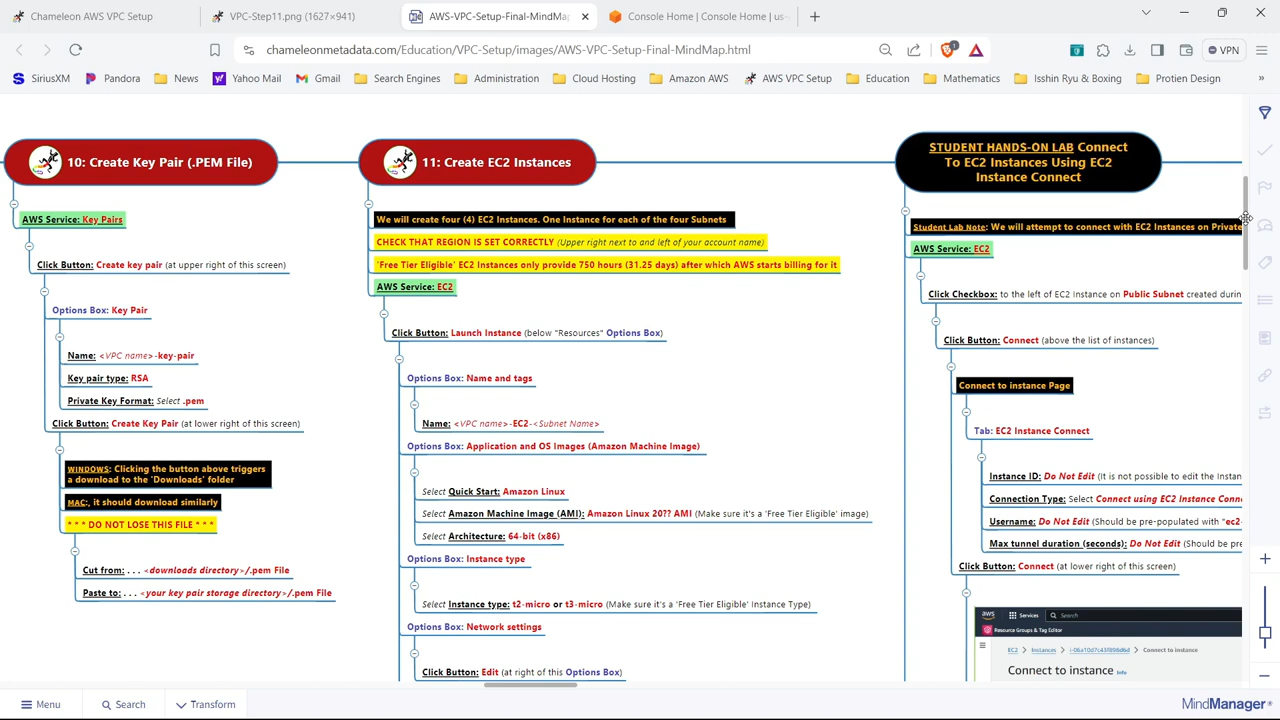 Chameleon AWS VPC Setup
VPC-Step11.png (1627×941)
AWS-VPC-Setup-Final-MindMap
Console Home | Console Home | us-
chameleonmetadata.com/Education/VPC-Setup/images/AWS-VPC-Setup-Final-MindMap.html
1
VPN
SiriusXM
Pandora
News
Yahoo Mail
Gmail
Search Engines
Administration
Cloud Hosting
Amazon AWS
AWS VPC Setup
Education
Mathematics
Isshin Ryu & Boxing
Protien Design
»
10: Create Key Pair (.PEM File)
AWS Service: Key Pairs
Click Button: Create key pair (at upper right of this screen)
Options Box: Key Pair
Name: <VPC name>-key-pair
Key pair type: RSA
Private Key Format: Select .pem
Click Button: Create Key Pair (at lower right of this screen)
WINDOWS: Clicking the button above triggers
a download to the 'Downloads' folder
MAC:, it should download similarly
* * * DO NOT LOSE THIS FILE * * *
Cut from: . . . <downloads directory>/.pem File
Paste to: . . . <your key pair storage directory>/.pem File
11: Create EC2 Instances
We will create four (4) EC2 Instances. One Instance for each of the four Subnets
CHECK THAT REGION IS SET CORRECTLY (Upper right next to and left of your account name)
'Free Tier Eligible' EC2 Instances only provide 750 hours (31.25 days) after which AWS starts billing for it
AWS Service: EC2
Click Button: Launch Instance (below "Resources" Options Box)
Options Box: Name and tags
Name: <VPC name>-EC2-<Subnet Name>
Options Box: Application and OS Images (Amazon Machine Image)
Select Quick Start: Amazon Linux
Select Amazon Machine Image (AMI): Amazon Linux 20?? AMI (Make sure it's a 'Free Tier Eligible' image)
Select Architecture: 64-bit (x86)
Options Box: Instance type
Select Instance type: t2-micro or t3-micro (Make sure it's a 'Free Tier Eligible' Instance Type)
Options Box: Network settings
Click Button: Edit (at right of this Options Box)
STUDENT HANDS-ON LAB Connect
To EC2 Instances Using EC2
Instance Connect
Student Lab Note: We will attempt to connect with EC2 Instances on Private
AWS Service: EC2
Click Checkbox: to the left of EC2 Instance on Public Subnet created durin
Click Button: Connect (above the list of instances)
Connect to instance Page
Tab: EC2 Instance Connect
Instance ID: Do Not Edit (It is not possible to edit the Instan
Connection Type: Select Connect using EC2 Instance Conn
Username: Do Not Edit (Should be pre-populated with "ec2-
Max tunnel duration (seconds): Do Not Edit (Should be pre
Click Button: Connect (at lower right of this screen)
aws
Services
Search
Resource Groups & Tag Editor
EC2 > Instances > i-06a10d7c43f898d6d > Connect to instance
Connect to instance Info
Menu
Search
Transform
MindManager